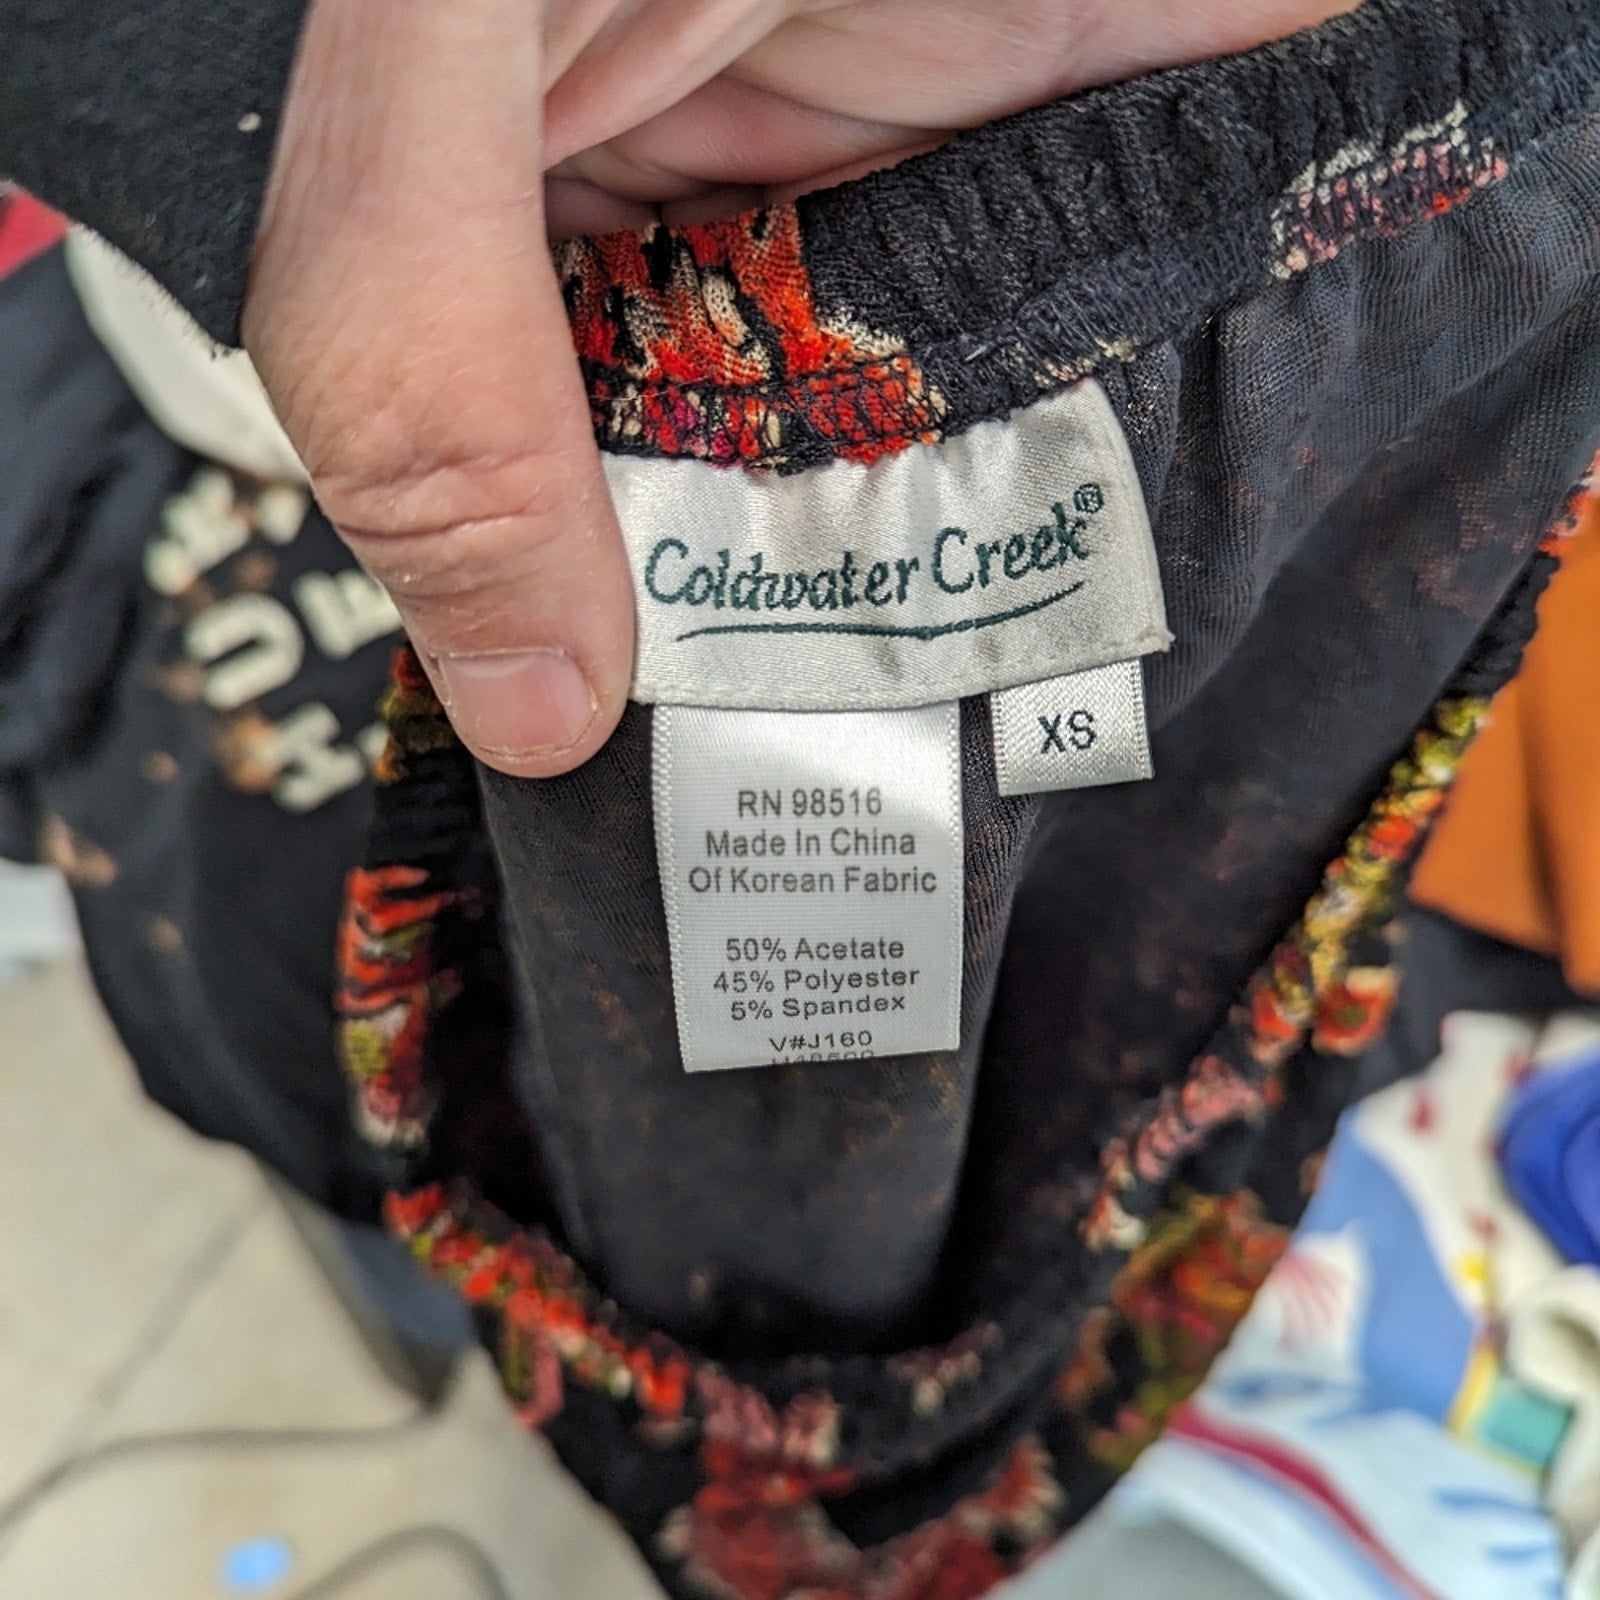 Coldwater Creek®
XS
RN 98516
Made In China
Of Korean Fabric
50% Acetate
45% Polyester
5% Spandex
V#J160